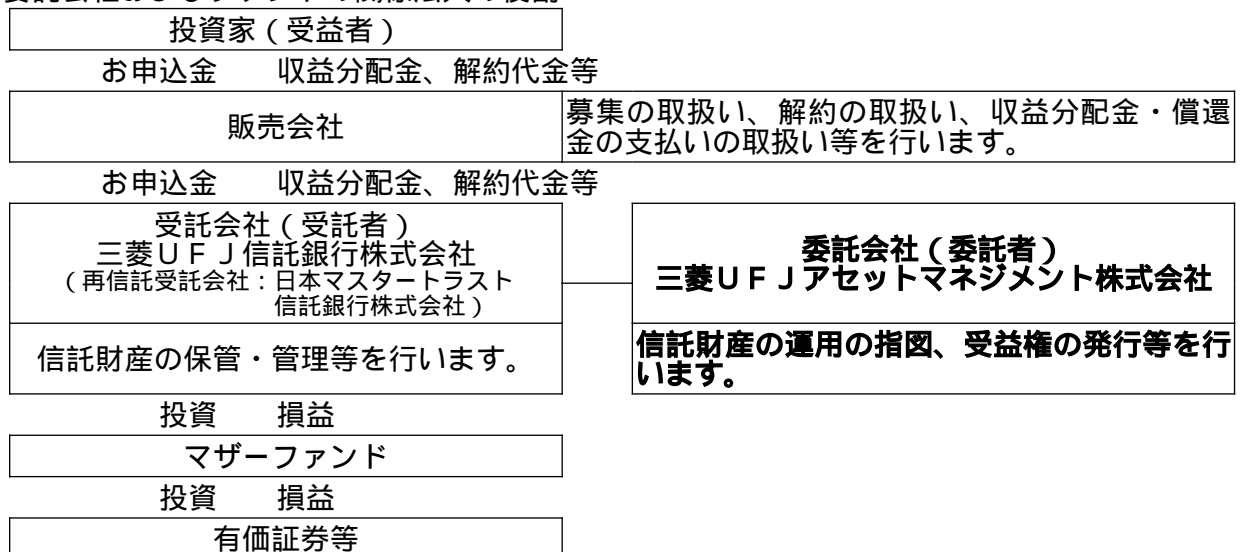 投資家（受益者）
お申込金　　収益分配金、解約代金等
販売会社
募集の取扱い、解約の取扱い、収益分配金・償還
金の支払いの取扱い等を行います。
お申込金　　収益分配金、解約代金等
受託会社（受託者）
三菱ＵＦＪ信託銀行株式会社
（再信託受託会社：日本マスタートラスト
信託銀行株式会社）
委託会社（委託者）
三菱ＵＦＪアセットマネジメント株式会社
信託財産の保管・管理等を行います。
信託財産の運用の指図、受益権の発行等を行
います。
投資　　損益
マザーファンド
投資　　損益
有価証券等